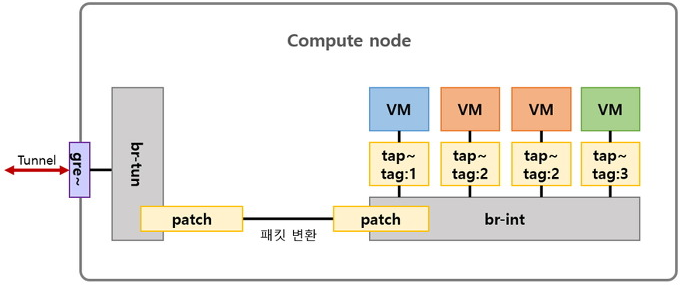 Compute node
VM VM VM VM
tap~ tap~ tap~ tap~
tag:1 tag:2 tag:2 tag:3
Tunnel
gre~
br-tun
patch
패킷 변환
patch
br-int